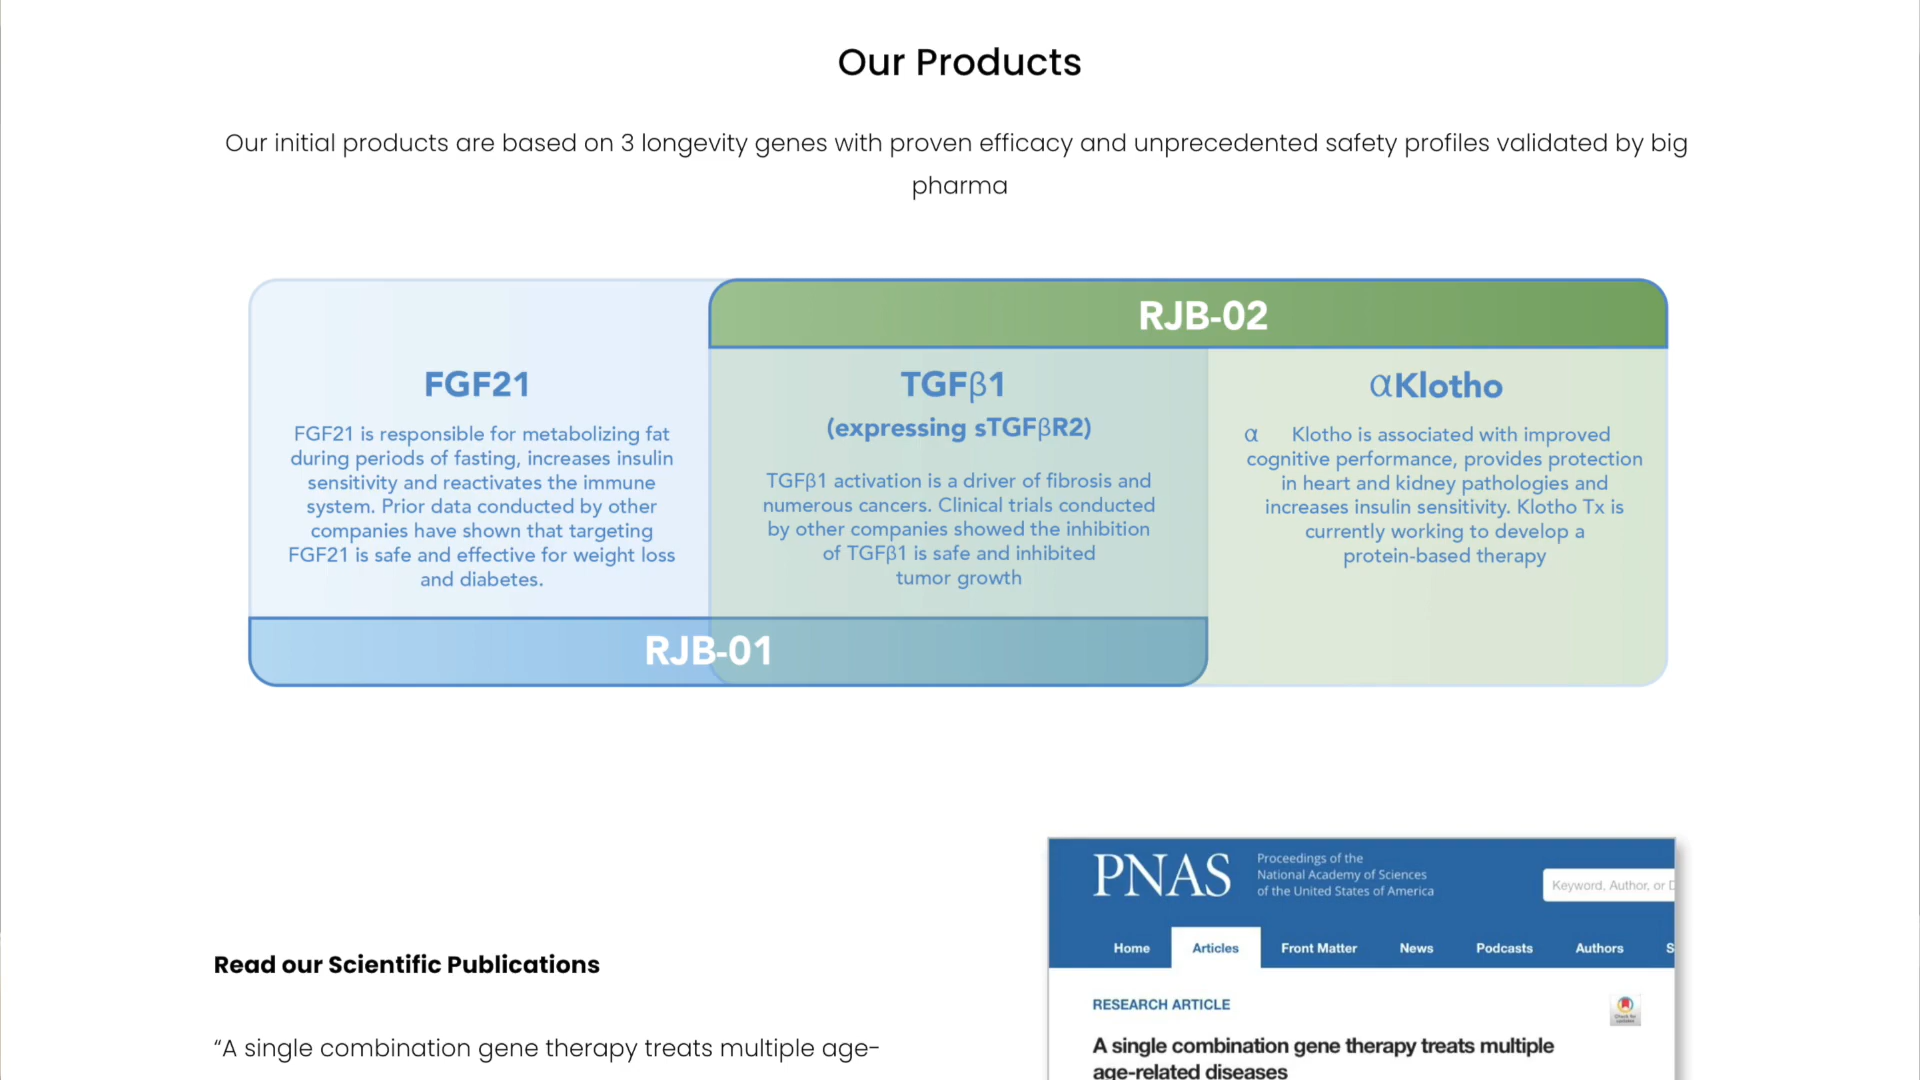 Our Products
Our initial products are based on 3 longevity genes with proven efficacy and unprecedented safety profiles validated by big
pharma
RJB-02
FGF21
FGF21 is responsible for metabolizing fat
during periods of fasting, increases insulin
sensitivity and reactivates the immune
system. Prior data conducted by other
companies have shown that targeting
FGF21 is safe and effective for weight loss
and diabetes.
TGFβ1
(expressing sTGFβR2)
TGFβ1 activation is a driver of fibrosis and
numerous cancers. Clinical trials conducted
by other companies showed the inhibition
of TGFβ1 is safe and inhibited
tumor growth
αKlotho
α Klotho is associated with improved
cognitive performance, provides protection
in heart and kidney pathologies and
increases insulin sensitivity. Klotho Tx is
currently working to develop a
protein-based therapy
RJB-01
Read our Scientific Publications
“A single combination gene therapy treats multiple age-
PNAS
Proceedings of the
National Academy of Sciences
of the United States of America
Keyword, Author, or D
Home Articles Front Matter News Podcasts Authors S
RESEARCH ARTICLE
Check for
updates
A single combination gene therapy treats multiple
age-related diseases